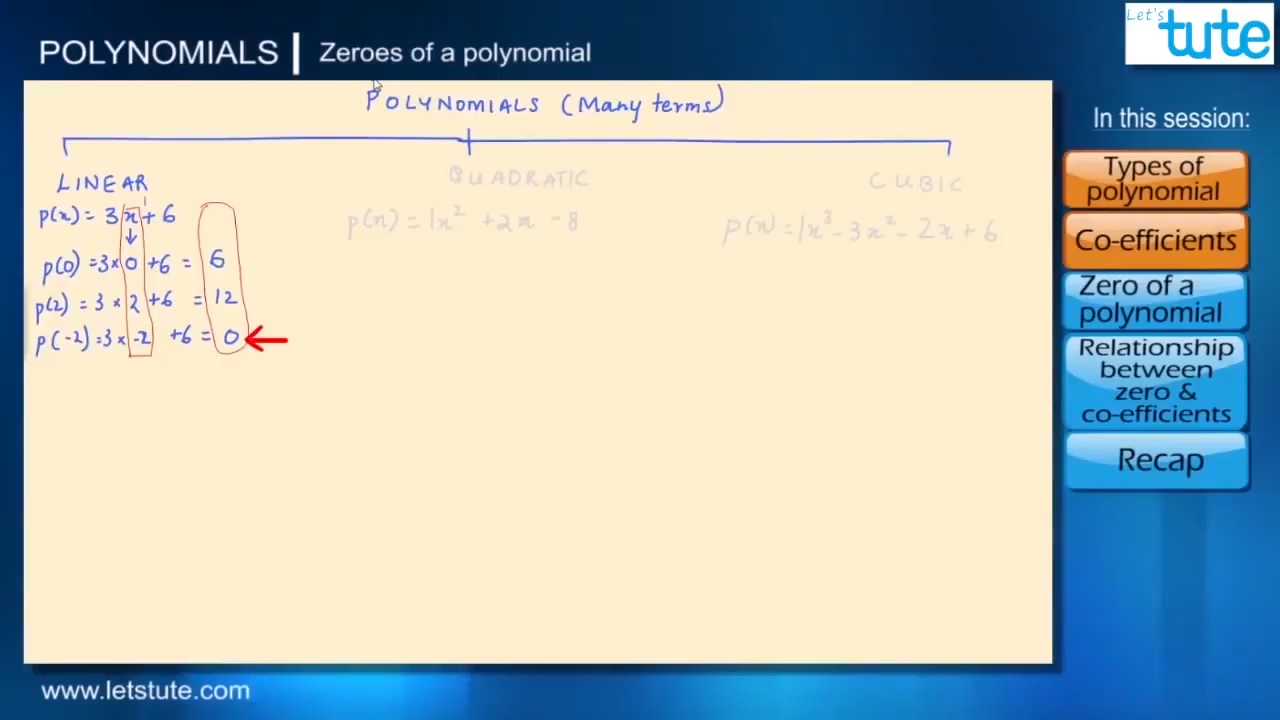 Let's
tute
POLYNOMIALS | Zeroes of a polynomial
POLYNOMIALS (Many terms)
LINEAR
p(x) = 3x¹ + 6
p(0) = 3 × 0 + 6 = 6
p(2) = 3 × 2 + 6 = 12
p(-2) = 3 × -2 + 6 = 0
QUADRATIC
p(x) = 1x² + 2x - 8
CUBIC
p(x) = 1x³ - 3x² - 2x + 6
In this session:
Types of
polynomial
Co-efficients
Zero of a
polynomial
Relationship
between
zero &
co-efficients
Recap
www.letstute.com